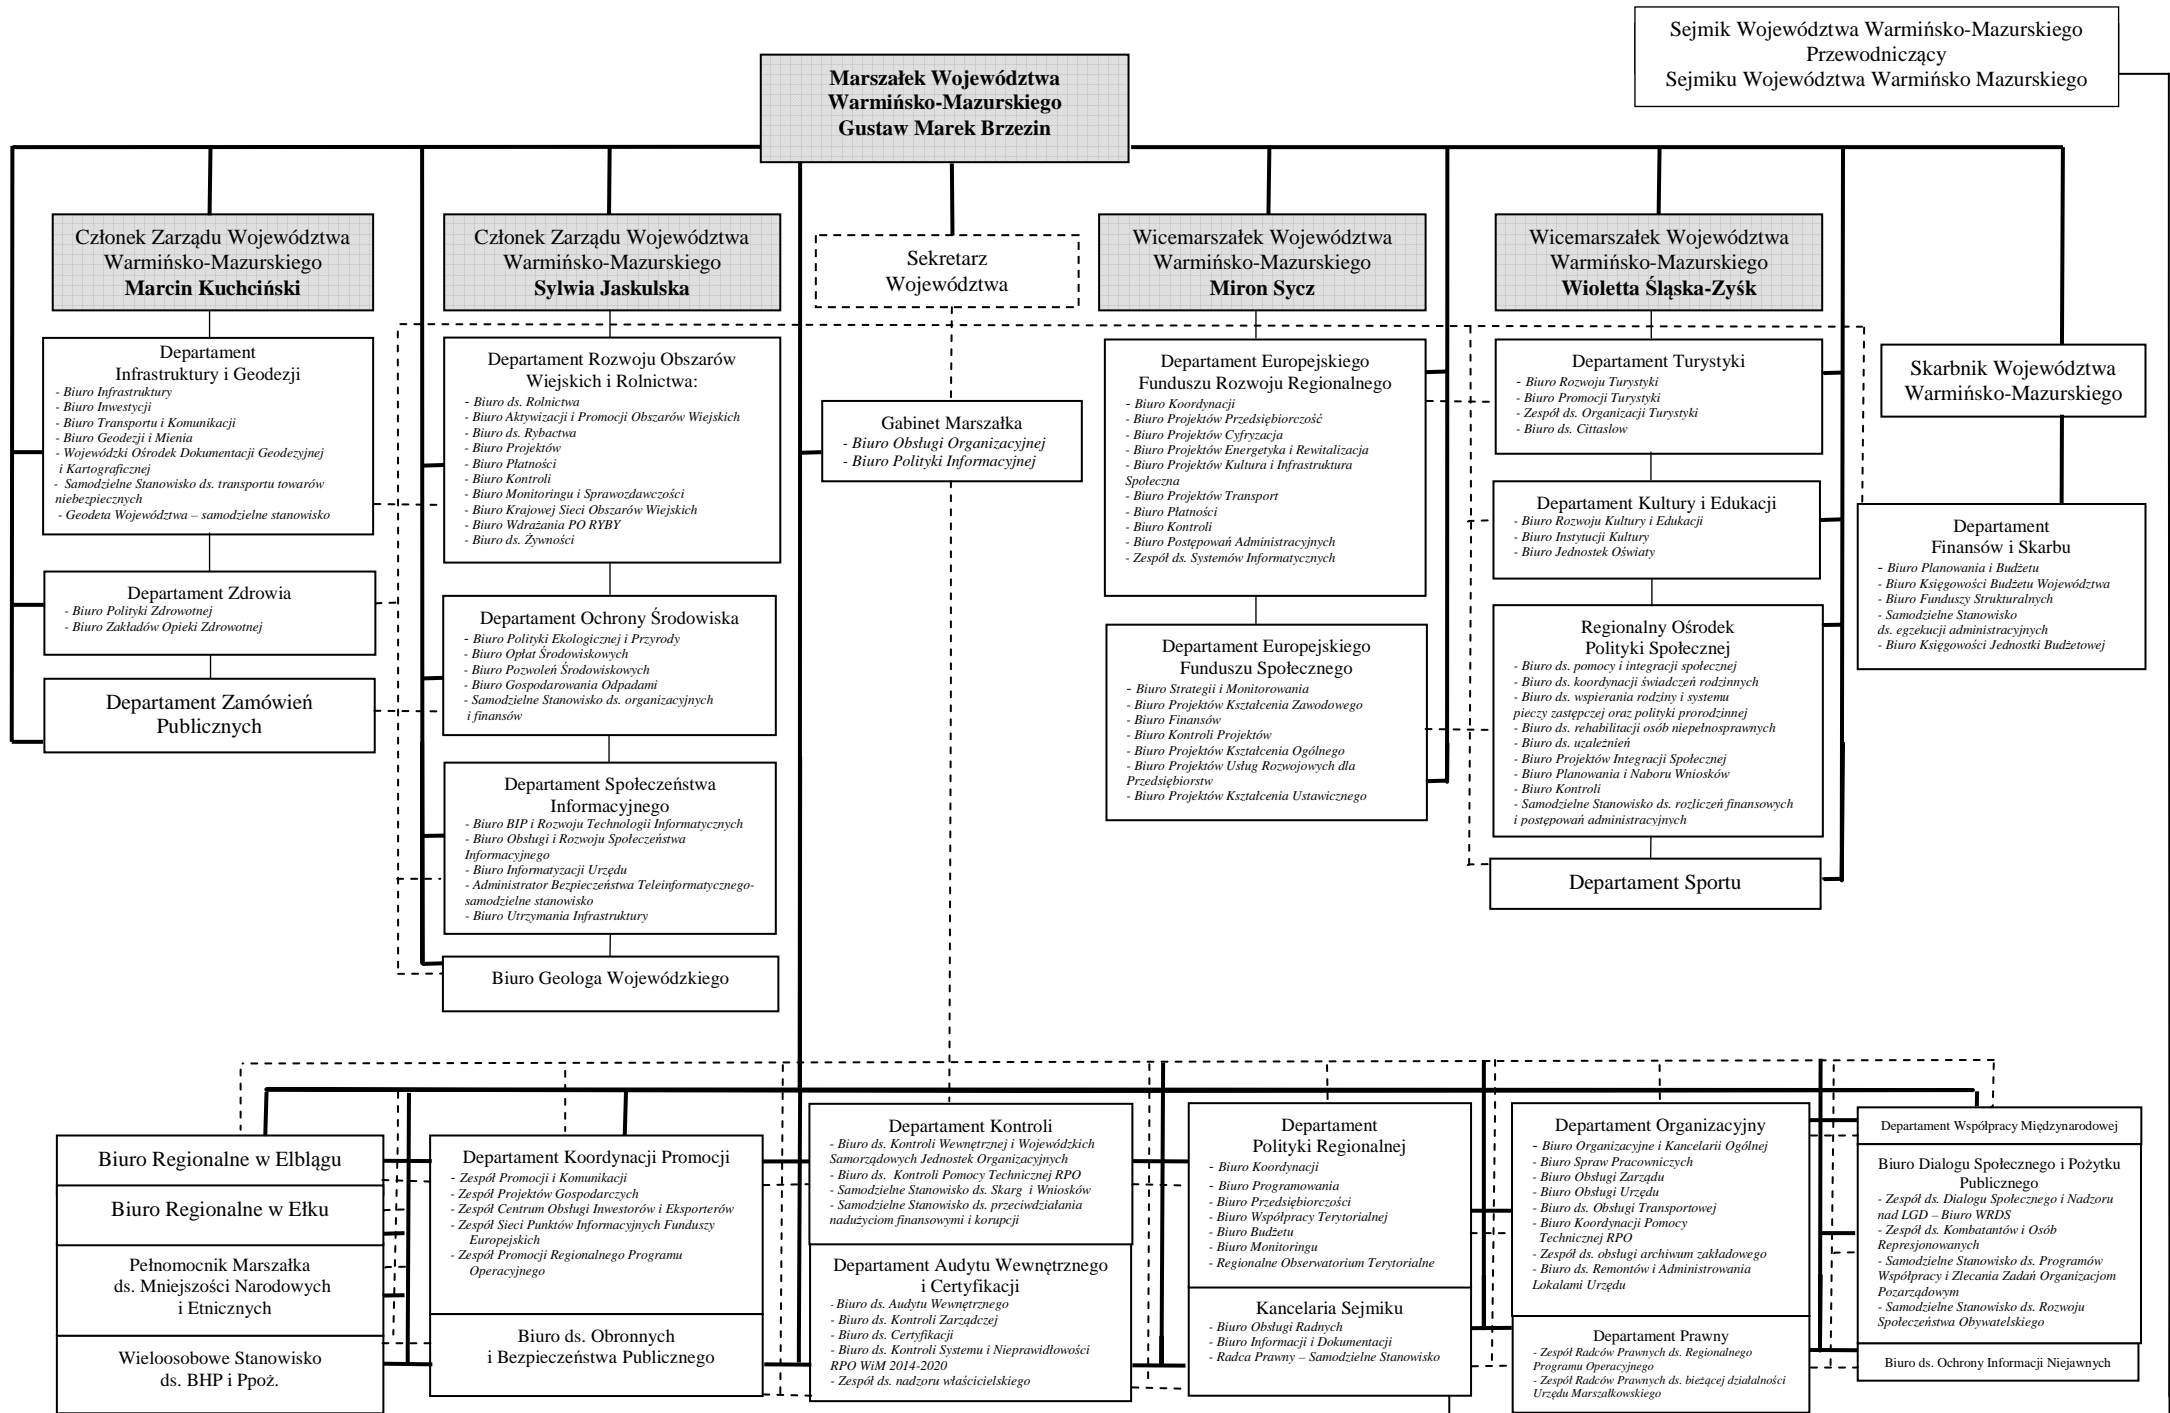 Sejmik Województwa Warmińsko-Mazurskiego
Przewodniczący
Sejmiku Województwa Warmińsko Mazurskiego
Marszałek Województwa
Warmińsko-Mazurskiego
Gustaw Marek Brzezin
Członek Zarządu Województwa
Warmińsko-Mazurskiego
Marcin Kuchciński
Członek Zarządu Województwa
Warmińsko-Mazurskiego
Sylwia Jaskulska
Sekretarz
Województwa
Wicemarszałek Województwa
Warmińsko-Mazurskiego
Miron Sycz
Wicemarszałek Województwa
Warmińsko-Mazurskiego
Wioletta Śląska-Zyśk
Departament
Infrastruktury i Geodezji
- Biuro Infrastruktury
- Biuro Inwestycji
- Biuro Transportu i Komunikacji
- Biuro Geodezji i Mienia
- Wojewódzki Ośrodek Dokumentacji Geodezyjnej
i Kartograficznej
- Samodzielne Stanowisko ds. transportu towarów
niebezpiecznych
- Geodeta Województwa – samodzielne stanowisko
Departament Zdrowia
- Biuro Polityki Zdrowotnej
- Biuro Zakładów Opieki Zdrowotnej
Departament Zamówień
Publicznych
Departament Rozwoju Obszarów
Wiejskich i Rolnictwa:
- Biuro ds. Rolnictwa
- Biuro Aktywizacji i Promocji Obszarów Wiejskich
- Biuro ds. Rybactwa
- Biuro Projektów
- Biuro Płatności
- Biuro Kontroli
- Biuro Monitoringu i Sprawozdawczości
- Biuro Krajowej Sieci Obszarów Wiejskich
- Biuro Wdrażania PO RYBY
- Biuro ds. Żywności
Departament Ochrony Środowiska
- Biuro Polityki Ekologicznej i Przyrody
- Biuro Opłat Środowiskowych
- Biuro Pozwoleń Środowiskowych
- Biuro Gospodarowania Odpadami
- Samodzielne Stanowisko ds. organizacyjnych
i finansów
Departament Społeczeństwa
Informacyjnego
- Biuro BIP i Rozwoju Technologii Informatycznych
- Biuro Obsługi i Rozwoju Społeczeństwa
Informacyjnego
- Biuro Informatyzacji Urzędu
- Administrator Bezpieczeństwa Teleinformatycznego-
samodzielne stanowisko
- Biuro Utrzymania Infrastruktury
Biuro Geologa Wojewódzkiego
Gabinet Marszałka
- Biuro Obsługi Organizacyjnej
- Biuro Polityki Informacyjnej
Departament Europejskiego
Funduszu Rozwoju Regionalnego
- Biuro Koordynacji
- Biuro Projektów Przedsiębiorczość
- Biuro Projektów Cyfryzacja
- Biuro Projektów Energetyka i Rewitalizacja
- Biuro Projektów Kultura i Infrastruktura
Społeczna
- Biuro Projektów Transport
- Biuro Płatności
- Biuro Kontroli
- Biuro Postępowań Administracyjnych
- Zespół ds. Systemów Informatycznych
Departament Europejskiego
Funduszu Społecznego
- Biuro Strategii i Monitorowania
- Biuro Projektów Kształcenia Zawodowego
- Biuro Finansów
- Biuro Kontroli Projektów
- Biuro Projektów Kształcenia Ogólnego
- Biuro Projektów Usług Rozwojowych dla
Przedsiębiorstw
- Biuro Projektów Kształcenia Ustawicznego
Departament Turystyki
- Biuro Rozwoju Turystyki
- Biuro Promocji Turystyki
- Zespół ds. Organizacji Turystyki
- Biuro ds. Cittaslow
Departament Kultury i Edukacji
- Biuro Rozwoju Kultury i Edukacji
- Biuro Instytucji Kultury
- Biuro Jednostek Oświaty
Regionalny Ośrodek
Polityki Społecznej
- Biuro ds. pomocy i integracji społecznej
- Biuro ds. koordynacji świadczeń rodzinnych
- Biuro ds. wspierania rodziny i systemu
pieczy zastępczej oraz polityki prorodzinnej
- Biuro ds. rehabilitacji osób niepełnosprawnych
- Biuro ds. uzależnień
- Biuro Projektów Integracji Społecznej
- Biuro Planowania i Naboru Wniosków
- Biuro Kontroli
- Samodzielne Stanowisko ds. rozliczeń finansowych
i postępowań administracyjnych
Departament Sportu
Skarbnik Województwa
Warmińsko-Mazurskiego
Departament
Finansów i Skarbu
- Biuro Planowania i Budżetu
- Biuro Księgowości Budżetu Województwa
- Biuro Funduszy Strukturalnych
- Samodzielne Stanowisko
ds. egzekucji administracyjnych
- Biuro Księgowości Jednostki Budżetowej
Biuro Regionalne w Elblągu
Biuro Regionalne w Ełku
Pełnomocnik Marszałka
ds. Mniejszości Narodowych
i Etnicznych
Wieloosobowe Stanowisko
ds. BHP i Ppoż.
Departament Koordynacji Promocji
- Zespół Promocji i Komunikacji
- Zespół Projektów Gospodarczych
- Zespół Centrum Obsługi Inwestorów i Eksporterów
- Zespół Sieci Punktów Informacyjnych Funduszy
Europejskich
- Zespół Promocji Regionalnego Programu
Operacyjnego
Biuro ds. Obronnych
i Bezpieczeństwa Publicznego
Departament Kontroli
- Biuro ds. Kontroli Wewnętrznej i Wojewódzkich
Samorządowych Jednostek Organizacyjnych
- Biuro ds. Kontroli Pomocy Technicznej RPO
- Samodzielne Stanowisko ds. Skarg i Wniosków
- Samodzielne Stanowisko ds. przeciwdziałania
nadużyciom finansowymi i korupcji
Departament Audytu Wewnętrznego
i Certyfikacji
- Biuro ds. Audytu Wewnętrznego
- Biuro ds. Kontroli Zarządczej
- Biuro ds. Certyfikacji
- Biuro ds. Kontroli Systemu i Nieprawidłowości
RPO WiM 2014-2020
- Zespół ds. nadzoru właścicielskiego
Departament
Polityki Regionalnej
- Biuro Koordynacji
- Biuro Programowania
- Biuro Przedsiębiorczości
- Biuro Współpracy Terytorialnej
- Biuro Budżetu
- Biuro Monitoringu
- Regionalne Obserwatorium Terytorialne
Kancelaria Sejmiku
- Biuro Obsługi Radnych
- Biuro Informacji i Dokumentacji
- Radca Prawny – Samodzielne Stanowisko
Departament Organizacyjny
- Biuro Organizacyjne i Kancelarii Ogólnej
- Biuro Spraw Pracowniczych
- Biuro Obsługi Zarządu
- Biuro Obsługi Urzędu
- Biuro ds. Obsługi Transportowej
- Biuro Koordynacji Pomocy
Technicznej RPO
- Zespół ds. obsługi archiwum zakładowego
- Biuro ds. Remontów i Administrowania
Lokalami Urzędu
Departament Prawny
- Zespół Radców Prawnych ds. Regionalnego
Programu Operacyjnego
- Zespół Radców Prawnych ds. bieżącej działalności
Urzędu Marszałkowskiego
Departament Współpracy Międzynarodowej
Biuro Dialogu Społecznego i Pożytku
Publicznego
- Zespół ds. Dialogu Społecznego i Nadzoru
nad LGD – Biuro WRDS
- Zespół ds. Kombatantów i Osób
Represjonowanych
- Samodzielne Stanowisko ds. Programów
Współpracy i Zlecania Zadań Organizacjom
Pozarządowym
- Samodzielne Stanowisko ds. Rozwoju
Społeczeństwa Obywatelskiego
Biuro ds. Ochrony Informacji Niejawnych